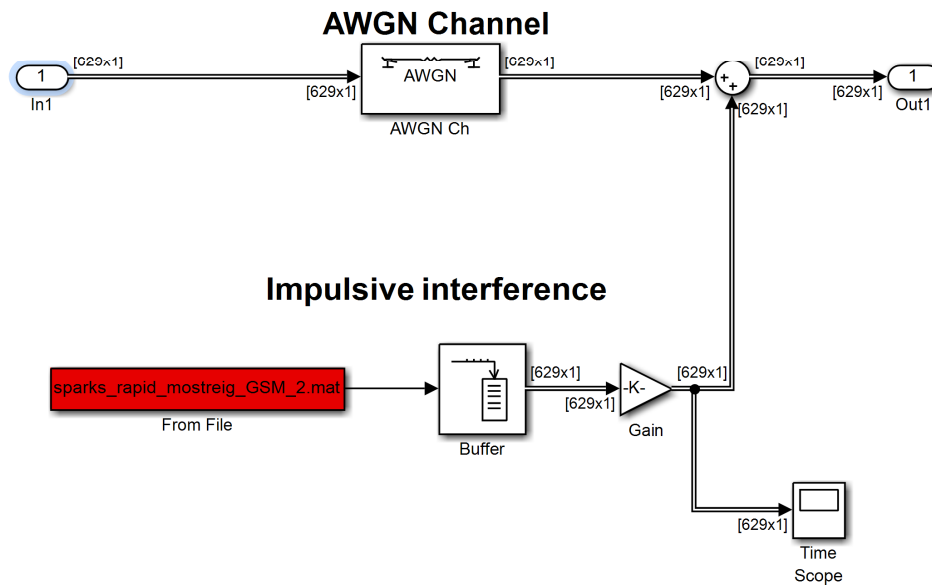 AWGN Channel
1
[629x1]
[629x1]
AWGN
[629x1]
[629x1]
[629x1]
[629x1]
[629x1]
1
In1
AWGN Ch
Out1
Impulsive interference
sparks_rapid_mostreig_GSM_2.mat
From File
[629x1]
[629x1]
Buffer
-K-
Gain
[629x1]
[629x1]
Time
Scope